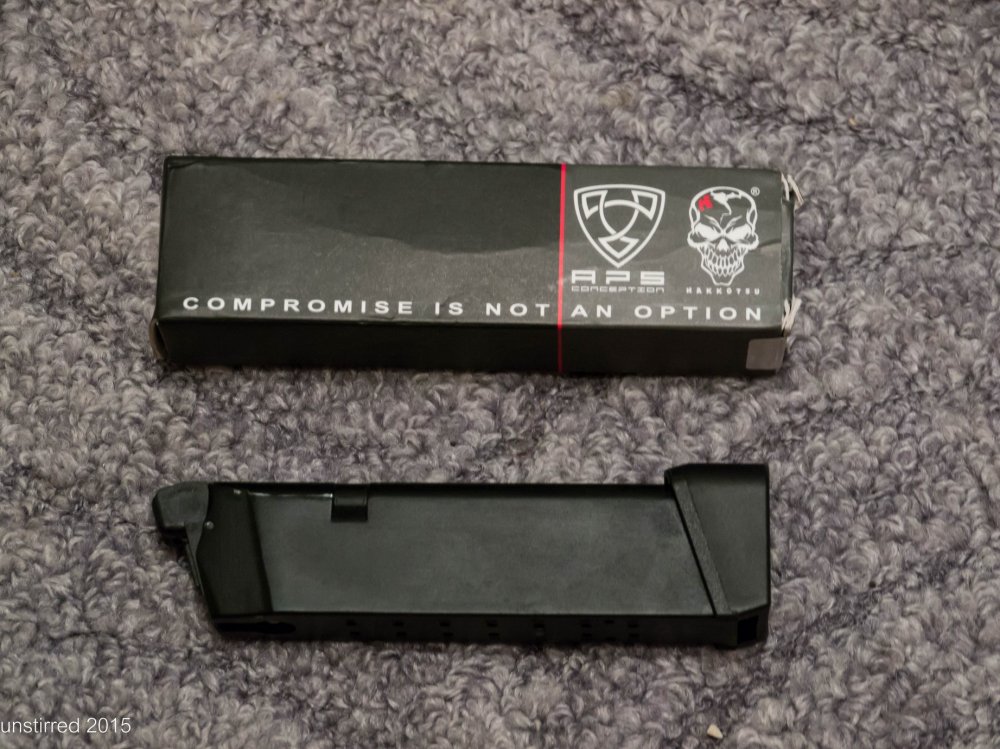 APS
CONCEPTION
HAKKOTSU
®
COMPROMISE IS NOT AN OPTION
unstirred 2015